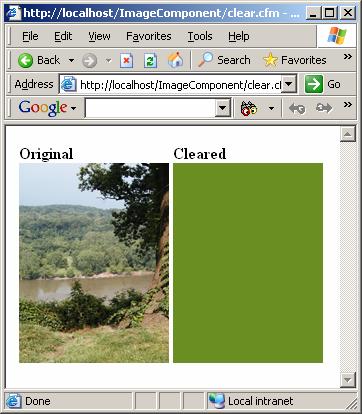 http://localhost/ImageComponent/clear.cfm - ...
File Edit View Favorites Tools Help
Back Search Favorites
Address http://localhost/ImageComponent/clear.cf Go
Google
Original Cleared
Done Local intranet